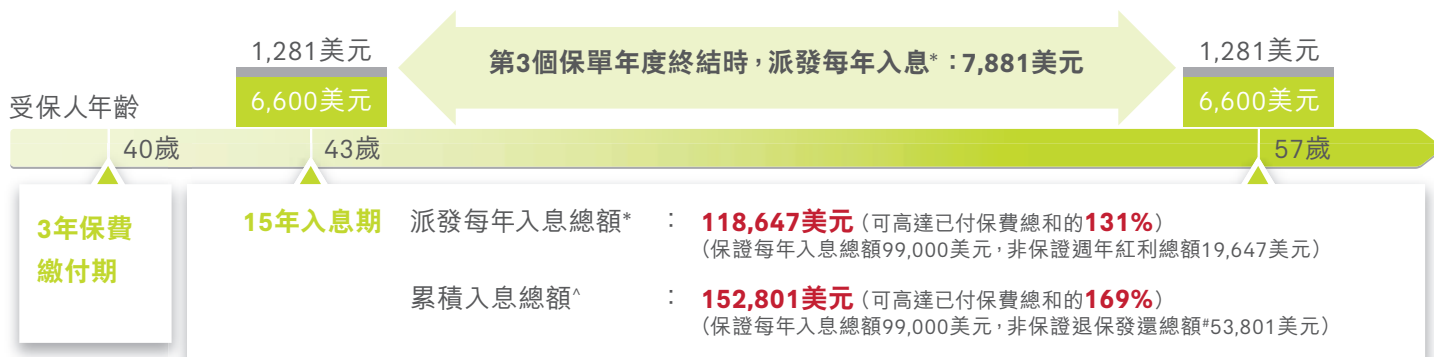 1,281美元
第3個保單年度終結時，派發每年入息*：7,881美元
1,281美元
6,600美元
6,600美元
受保人年齡
40歲
43歲
57歲
3年保費
繳付期
15年入息期
派發每年入息總額* ： 118,647美元（可高達已付保費總和的131%）
（保證每年入息總額99,000美元，非保證週年紅利總額19,647美元）
累積入息總額^ ： 152,801美元（可高達已付保費總和的169%）
（保證每年入息總額99,000美元，非保證退保發還總額#53,801美元）